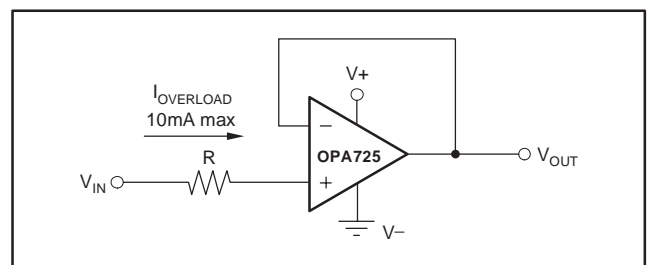 I_OVERLOAD
10mA max
R
V_IN
V+
−
OPA725
+
V−
V_OUT